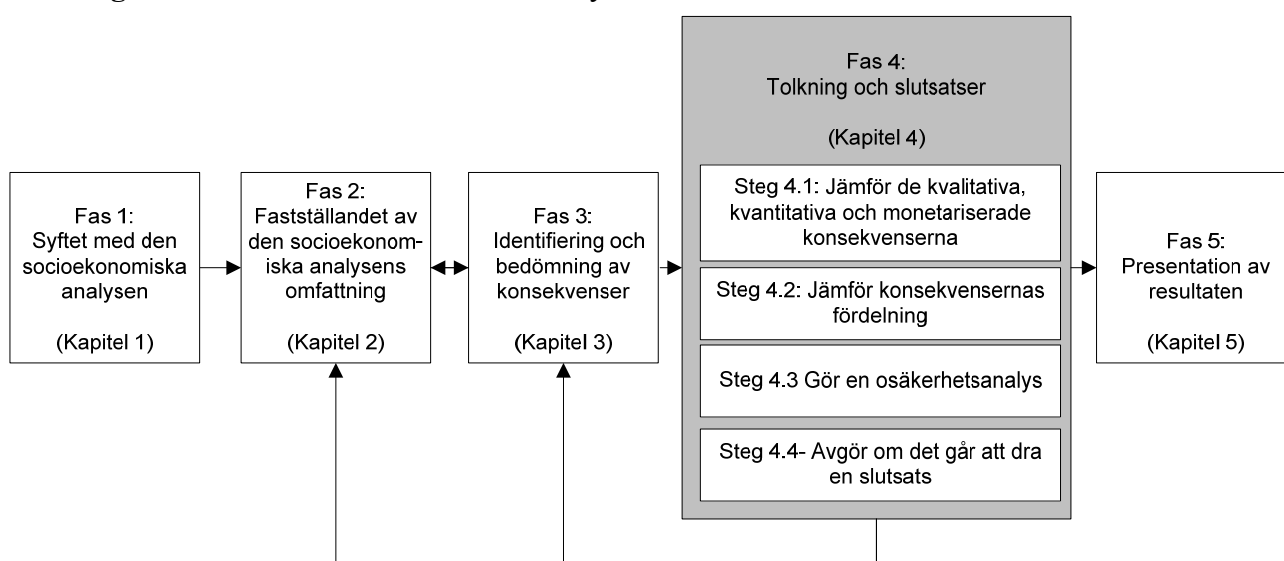 Fas 1:
Syftet med den
socioekonomiska
analysen
(Kapitel 1)
Fas 2:
Fastställandet av
den socioekonom-
iska analysens
omfattning
(Kapitel 2)
Fas 3:
Identifiering och
bedömning av
konsekvenser
(Kapitel 3)
Fas 4:
Tolkning och slutsatser
(Kapitel 4)
Steg 4.1: Jämför de kvalitativa,
kvantitativa och monetariserade
konsekvenserna
Steg 4.2: Jämför konsekvensernas
fördelning
Steg 4.3 Gör en osäkerhetsanalys
Steg 4.4- Avgör om det går att dra
en slutsats
Fas 5:
Presentation av
resultaten
(Kapitel 5)